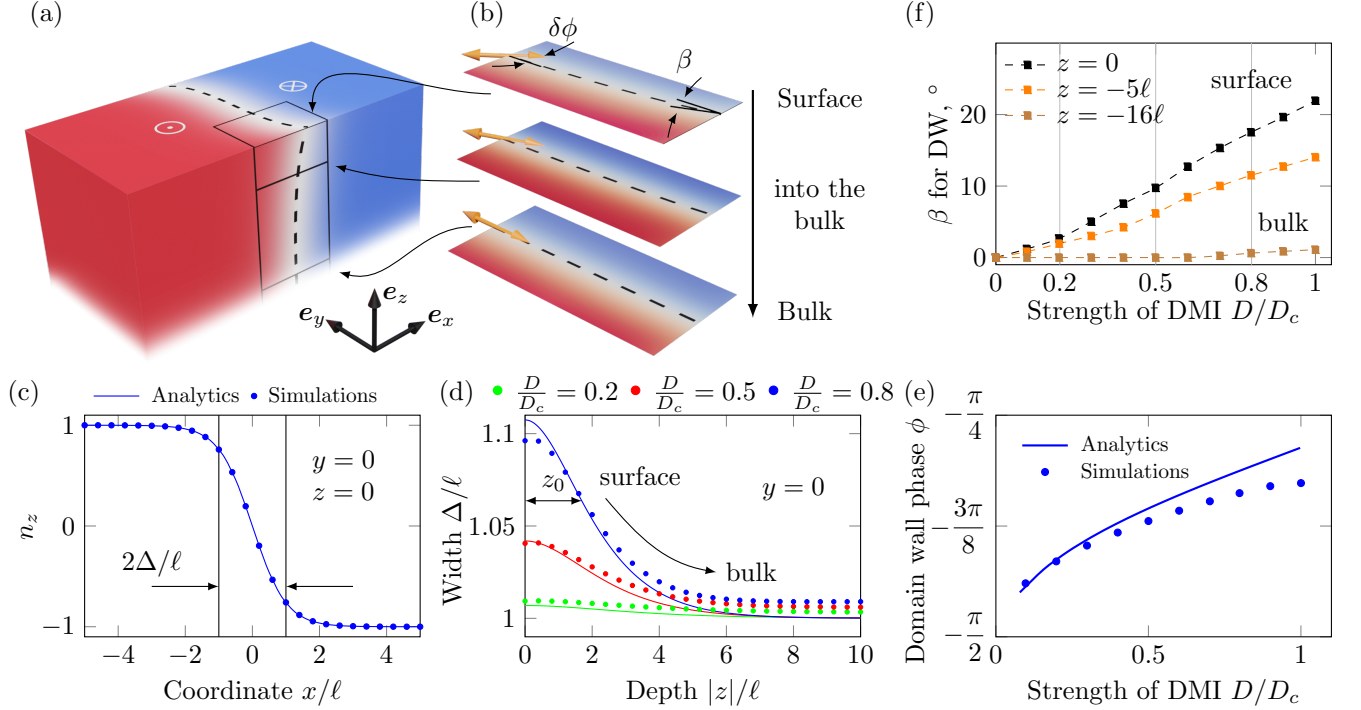 (a)
e_z
e_y
e_x
(b)
δϕ
β
Surface
into the
bulk
Bulk
(f)
z = 0
z = −5ℓ
z = −16ℓ
surface
bulk
20
10
0
β for DW, °
0
0.2
0.5
0.8
1
Strength of DMI D/D_c
(c)
Analytics
Simulations
1
0
−1
n_z
y = 0
z = 0
2Δ/ℓ
−4
−2
0
2
4
Coordinate x/ℓ
(d)
D/D_c = 0.2
D/D_c = 0.5
D/D_c = 0.8
1.1
1.05
1
Width Δ/ℓ
z_0
surface
bulk
y = 0
0
2
4
6
8
10
Depth |z|/ℓ
(e)
Analytics
Simulations
−π/4
−3π/8
−π/2
Domain wall phase ϕ
0
0.5
1
Strength of DMI D/D_c